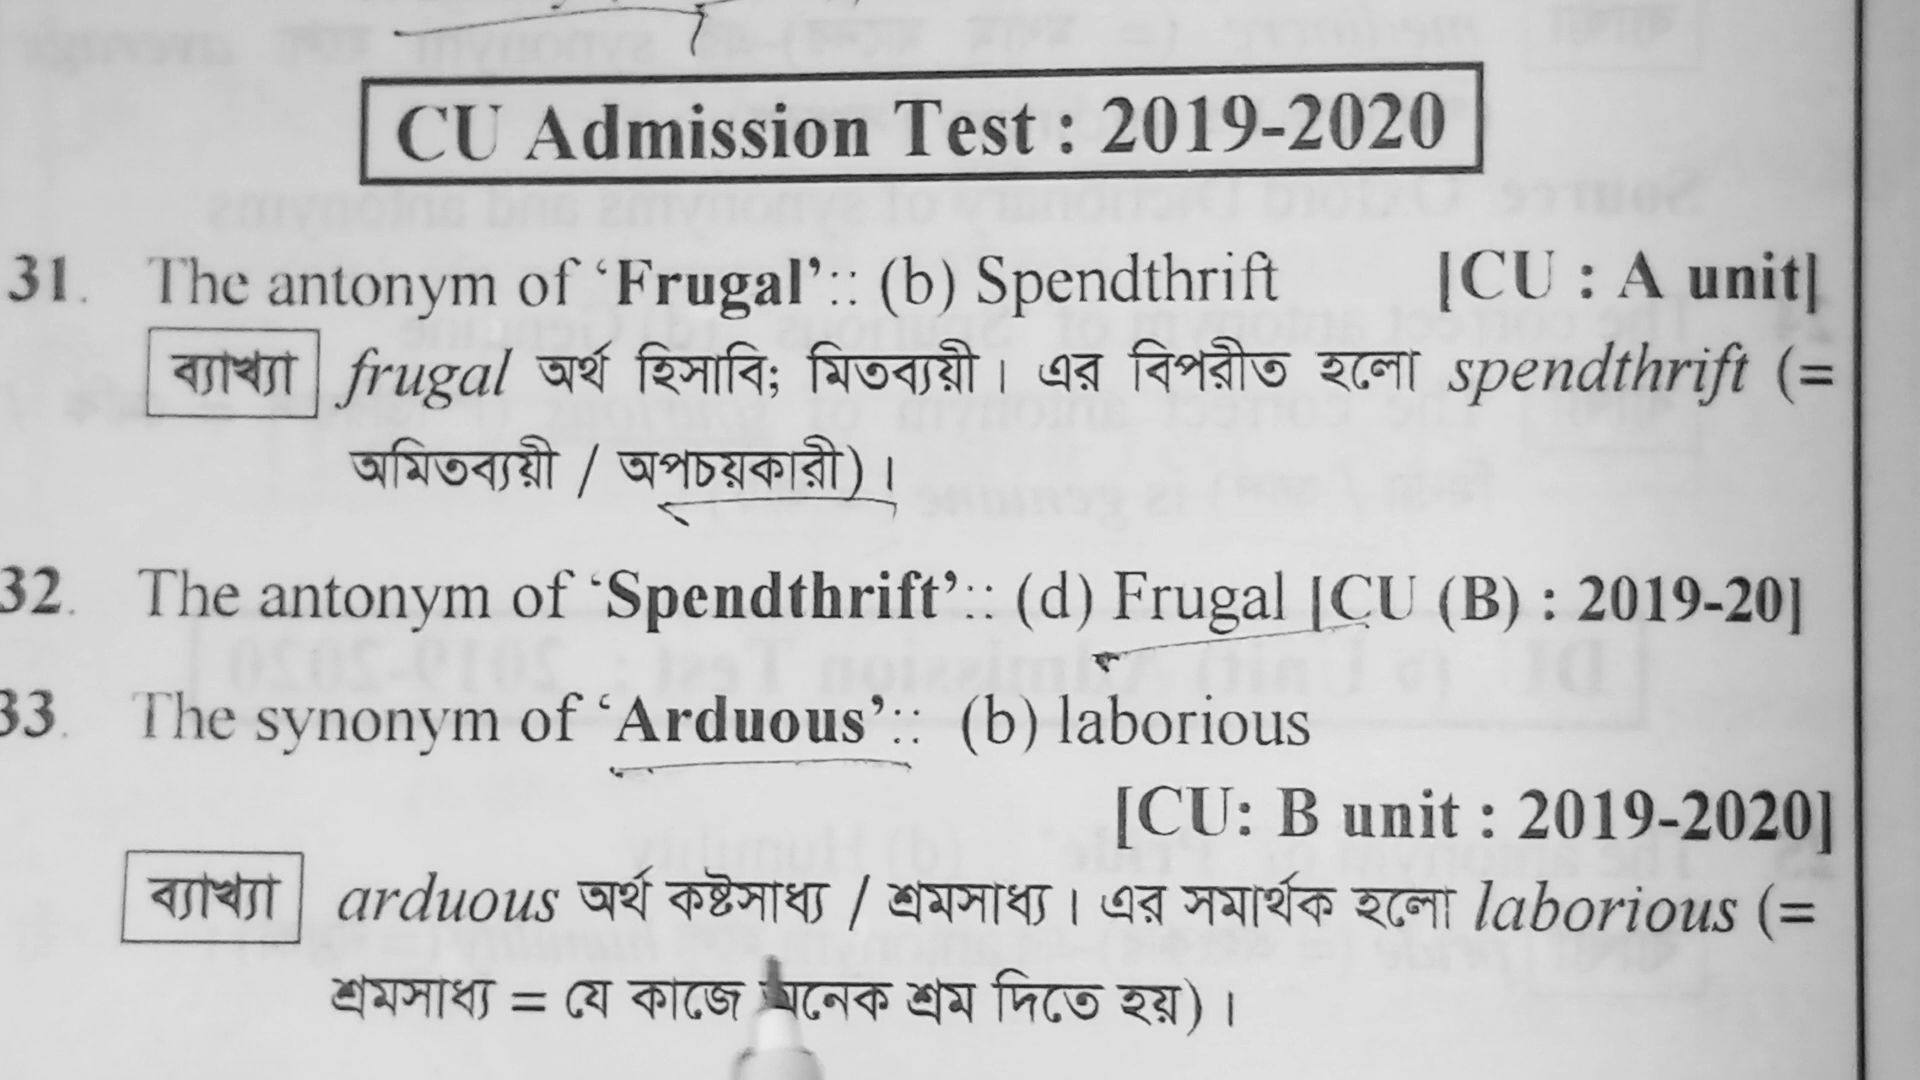 CU Admission Test : 2019-2020
31. The antonym of ‘Frugal’:: (b) Spendthrift [CU : A unit]
ব্যাখ্যা frugal অর্থ হিসাবি; মিতব্যয়ী। এর বিপরীত হলো spendthrift (=
অমিতব্যয়ী / অপচয়কারী)।
32. The antonym of ‘Spendthrift’:: (d) Frugal [CU (B) : 2019-20]
33. The synonym of ‘Arduous’:: (b) laborious
[CU: B unit : 2019-2020]
ব্যাখ্যা arduous অর্থ কষ্টসাধ্য / শ্রমসাধ্য। এর সমার্থক হলো laborious (=
শ্রমসাধ্য = যে কাজে অনেক শ্রম দিতে হয়)।